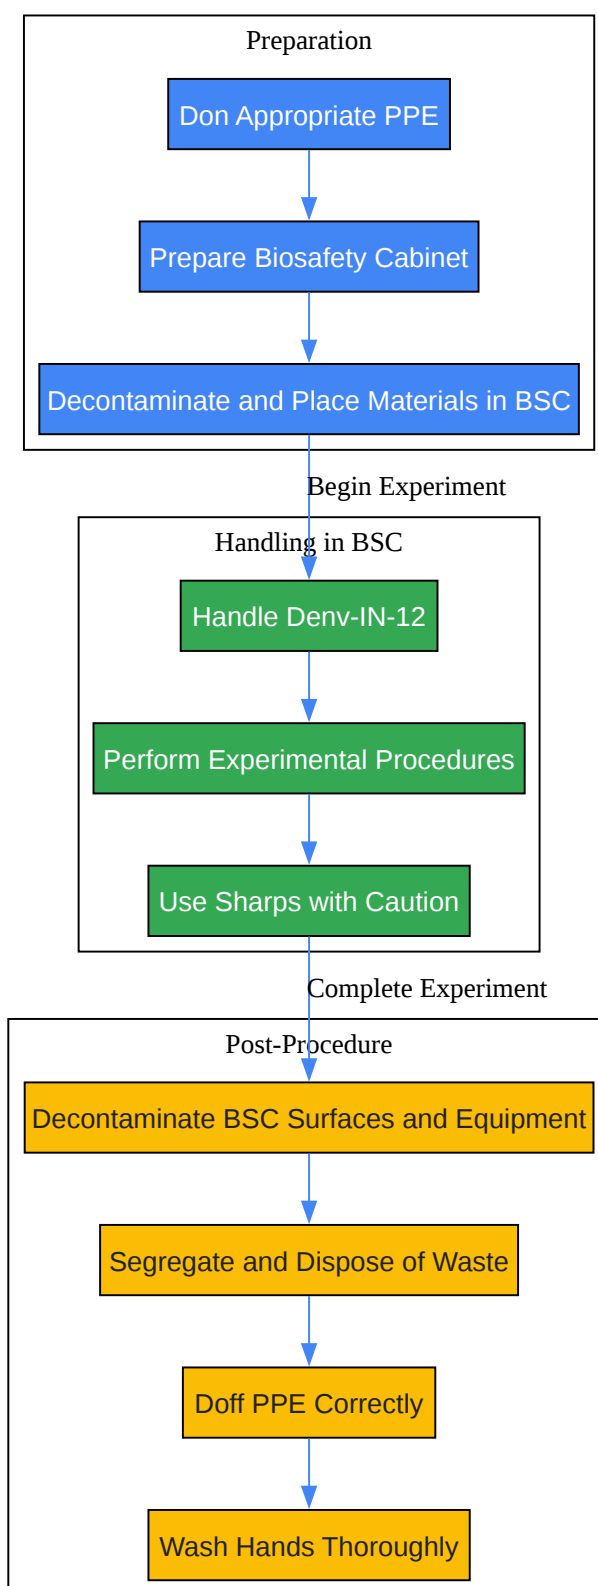 Preparation
Don Appropriate PPE
Prepare Biosafety Cabinet
Decontaminate and Place Materials in BSC
Begin Experiment
Handling in BSC
Handle Denv-IN-12
Perform Experimental Procedures
Use Sharps with Caution
Complete Experiment
Post-Procedure
Decontaminate BSC Surfaces and Equipment
Segregate and Dispose of Waste
Doff PPE Correctly
Wash Hands Thoroughly